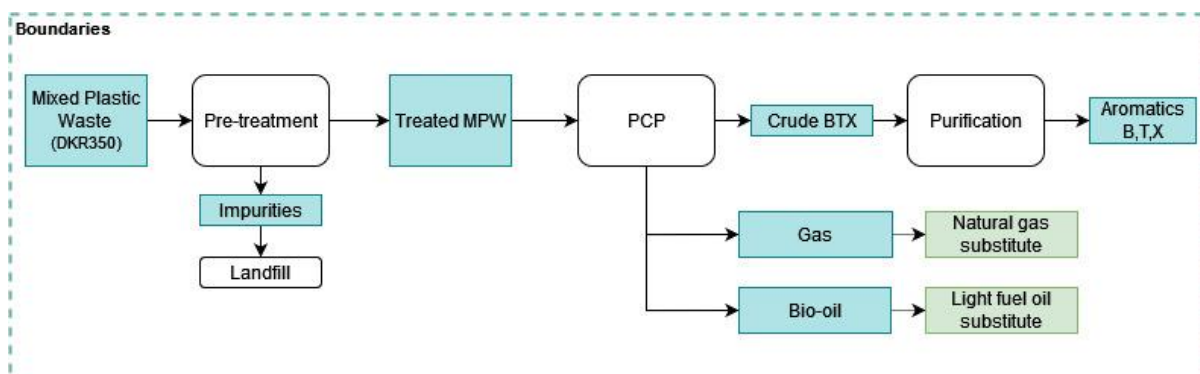 Boundaries
Mixed Plastic
Waste
(DKR350)
Pre-treatment
Treated MPW
PCP
Crude BTX
Purification
Aromatics
B,T,X
Impurities
Landfill
Gas
Natural gas
substitute
Bio-oil
Light fuel oil
substitute